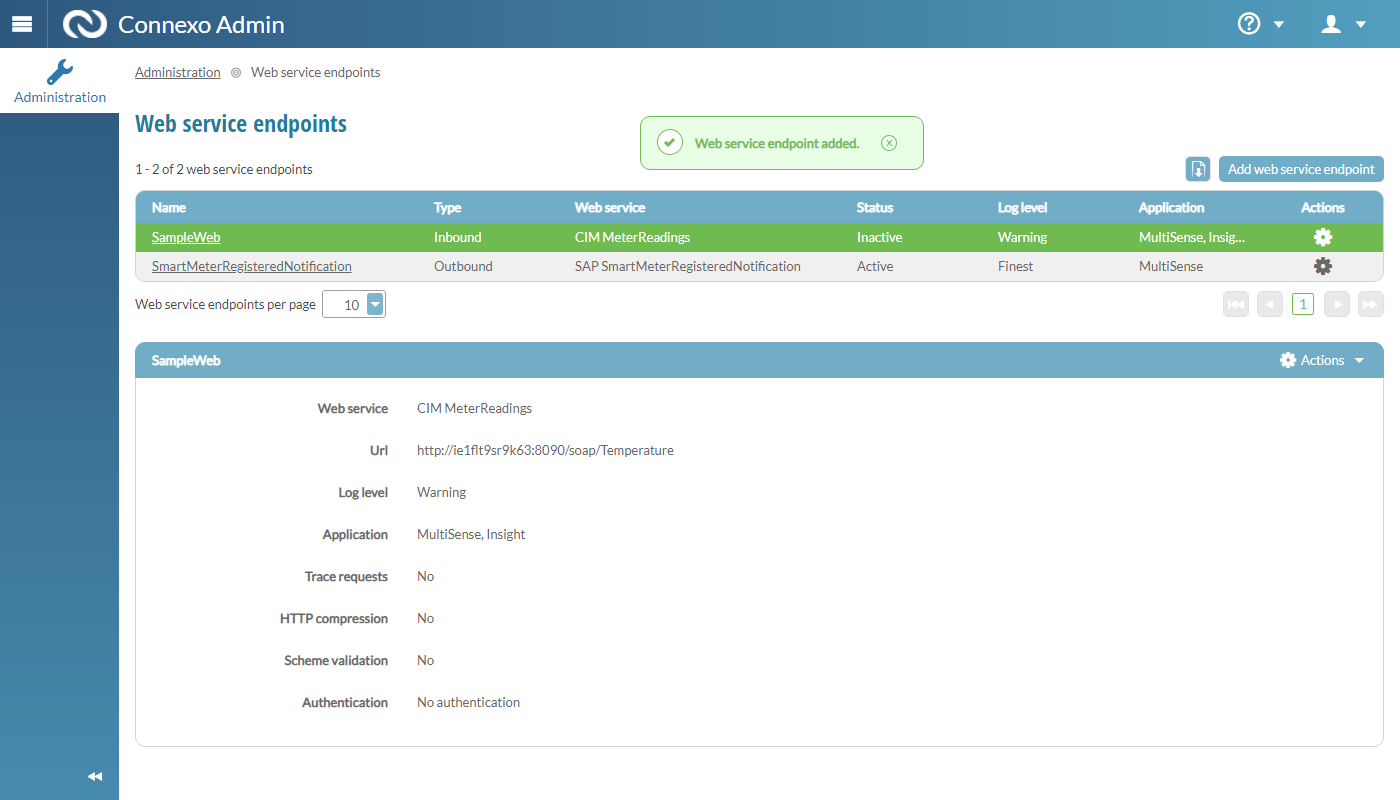 Connexo Admin
Administration
Administration Web service endpoints
Web service endpoints
Web service endpoint added.
1 - 2 of 2 web service endpoints
Add web service endpoint
Name Type Web service Status Log level Application Actions
SampleWeb Inbound CIM MeterReadings Inactive Warning MultiSense, Insig...
SmartMeterRegisteredNotification Outbound SAP SmartMeterRegisteredNotification Active Finest MultiSense
Web service endpoints per page 10
1
SampleWeb Actions
Web service CIM MeterReadings
Url http://ie1flt9sr9k63:8090/soap/Temperature
Log level Warning
Application MultiSense, Insight
Trace requests No
HTTP compression No
Scheme validation No
Authentication No authentication